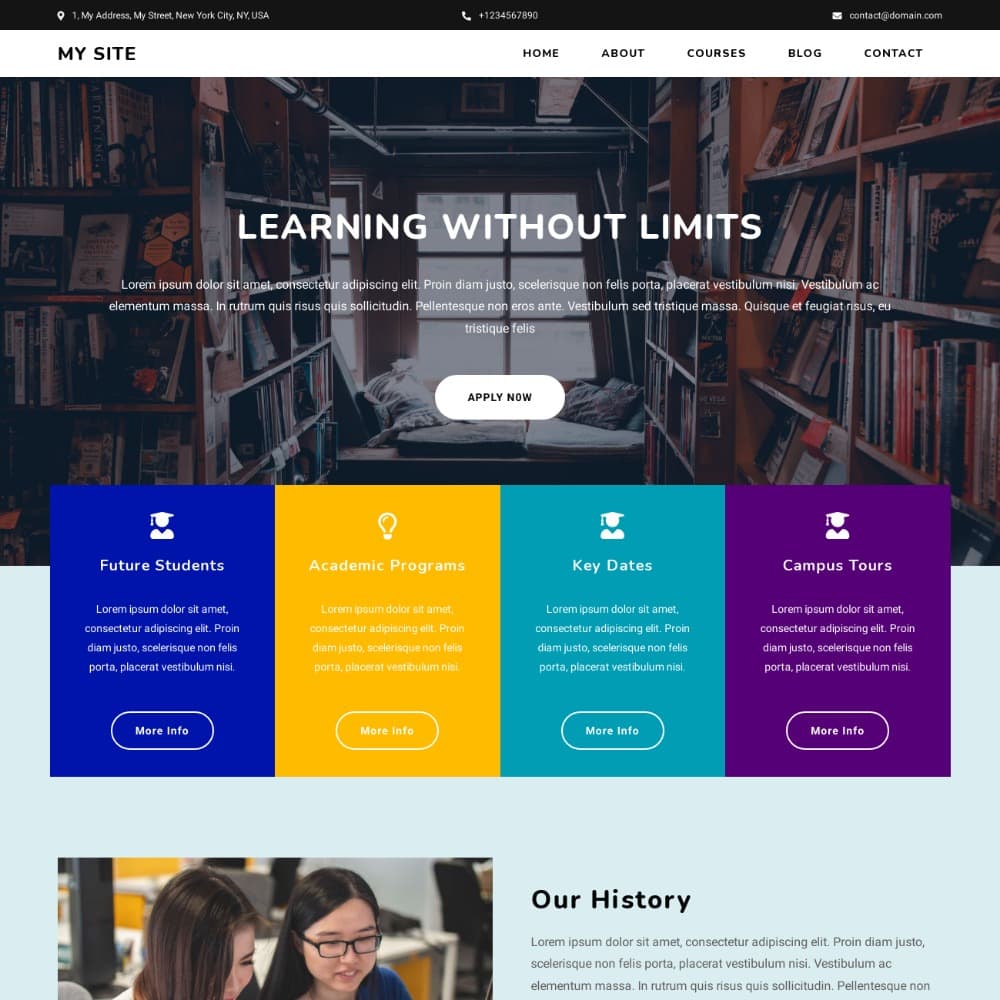 1, My Address, My Street, New York City, NY, USA
+1234567890
contact@domain.com
MY SITE
HOME
ABOUT
COURSES
BLOG
CONTACT
LEARNING WITHOUT LIMITS
Lorem ipsum dolor sit amet, consectetur adipiscing elit. Proin diam justo, scelerisque non felis porta, placerat vestibulum nisi. Vestibulum ac
elementum massa. In rutrum quis risus quis sollicitudin. Pellentesque non eros ante. Vestibulum sed tristique massa. Quisque et feugiat risus, eu
tristique felis
APPLY N0W
Future Students
Lorem ipsum dolor sit amet,
consectetur adipiscing elit. Proin
diam justo, scelerisque non felis
porta, placerat vestibulum nisi.
More Info
Academic Programs
Lorem ipsum dolor sit amet,
consectetur adipiscing elit. Proin
diam justo, scelerisque non felis
porta, placerat vestibulum nisi.
More Info
Key Dates
Lorem ipsum dolor sit amet,
consectetur adipiscing elit. Proin
diam justo, scelerisque non felis
porta, placerat vestibulum nisi.
More Info
Campus Tours
Lorem ipsum dolor sit amet,
consectetur adipiscing elit. Proin
diam justo, scelerisque non felis
porta, placerat vestibulum nisi.
More Info
Our History
Lorem ipsum dolor sit amet, consectetur adipiscing elit. Proin diam justo,
scelerisque non felis porta, placerat vestibulum nisi. Vestibulum ac
elementum massa. In rutrum quis risus quis sollicitudin. Pellentesque non